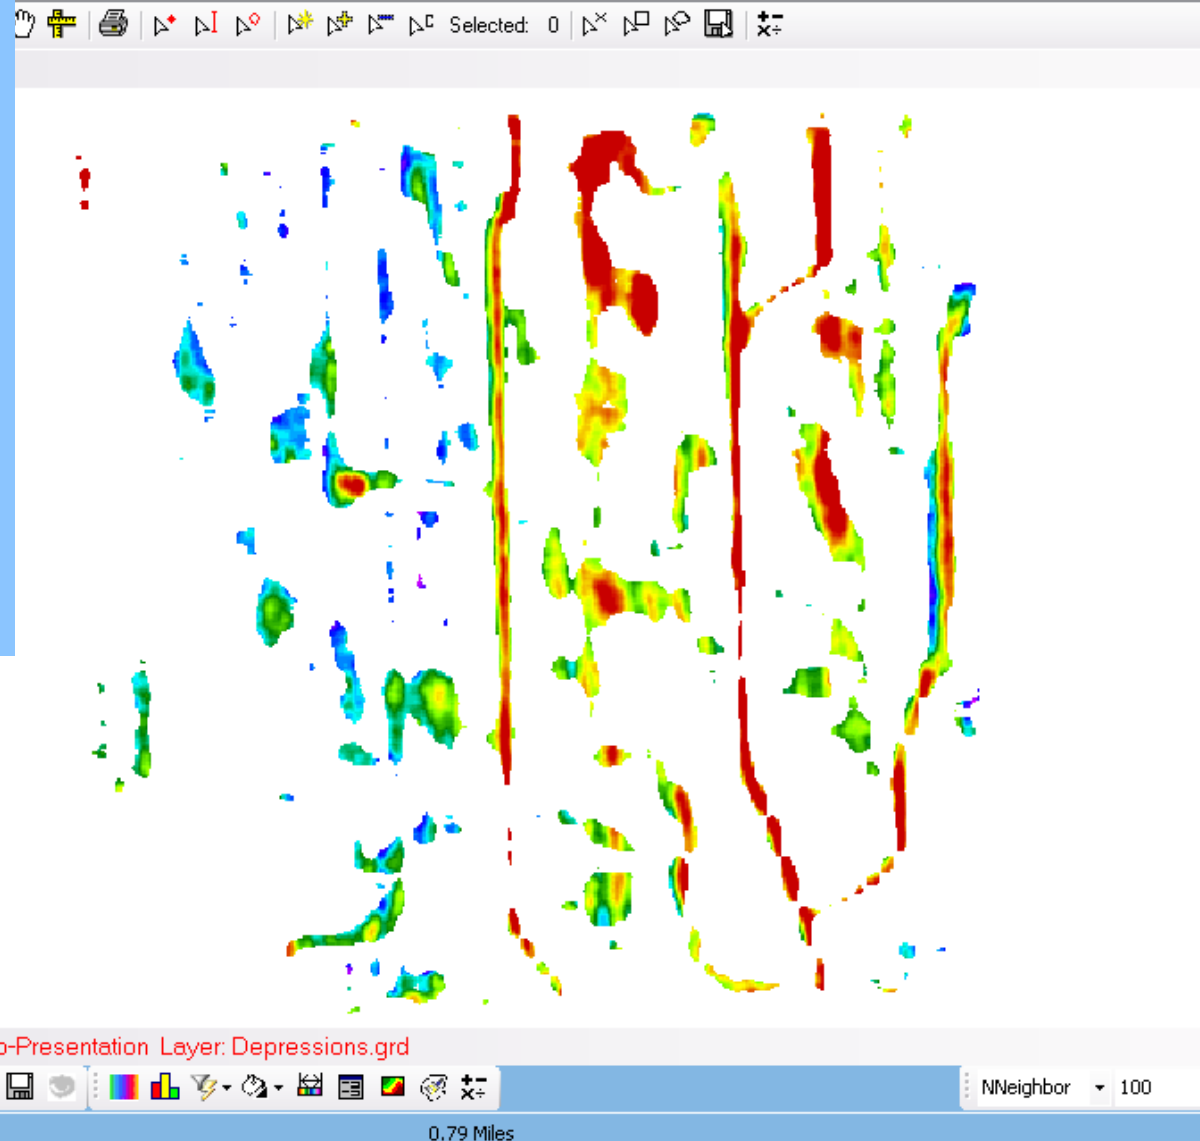 Selected: 0
o-Presentation Layer: Depressions.grd
NNeighbor 100
0.79 Miles